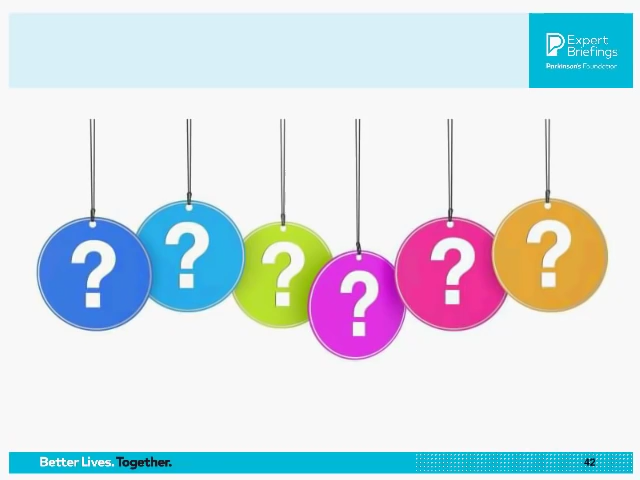 Expert
Briefings
Parkinson's Foundation
? ? ? ? ? ?
Better Lives. Together.
42